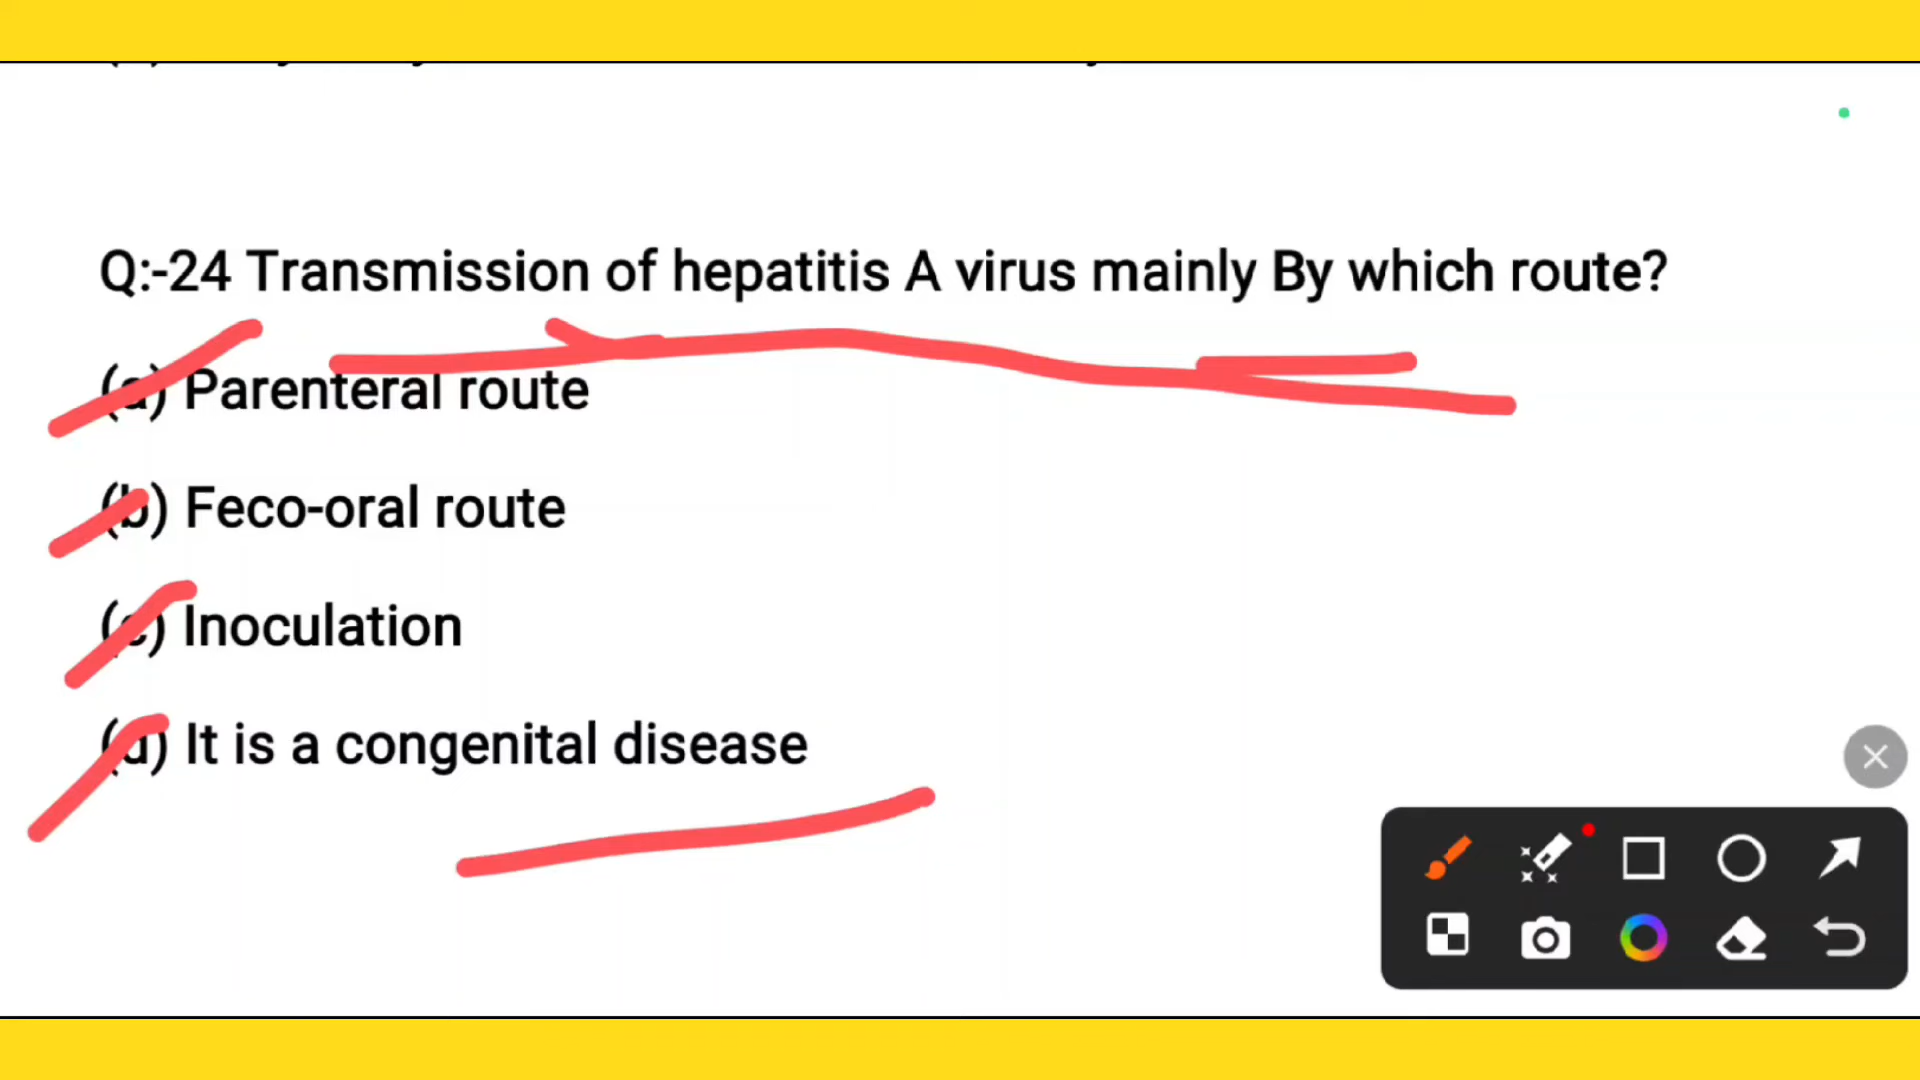 Q:-24 Transmission of hepatitis A virus mainly By which route?
(a) Parenteral route
(b) Feco-oral route
(c) Inoculation
(d) It is a congenital disease